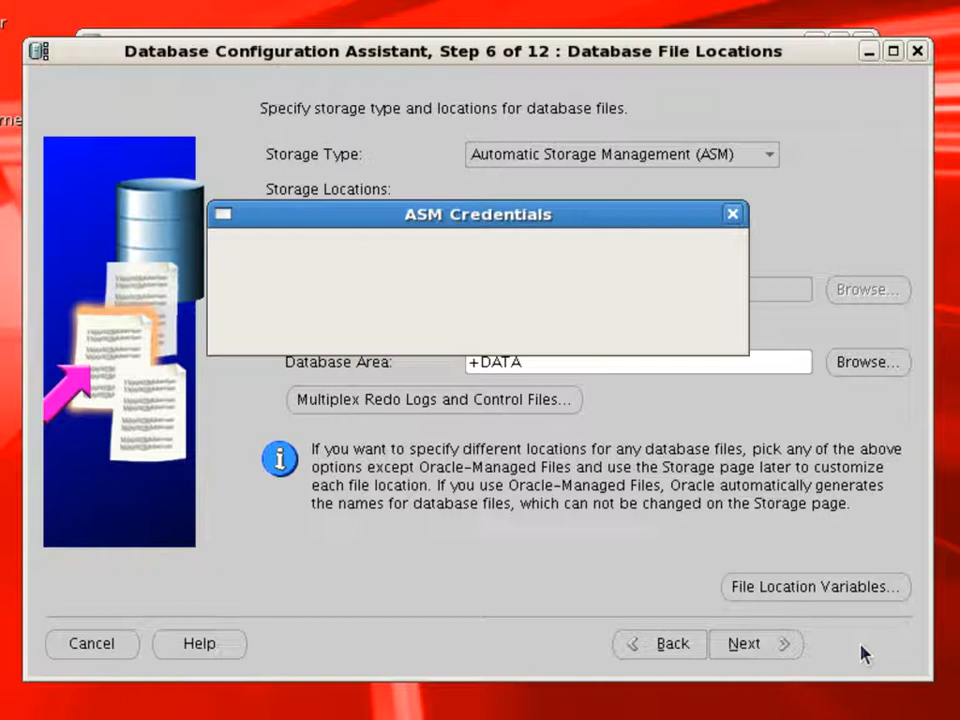 r
Database Configuration Assistant, Step 6 of 12 : Database File Locations
Specify storage type and locations for database files.
me
Storage Type:
Automatic Storage Management (ASM)
Storage Locations:
ASM Credentials
Browse...
Database Area:
+DATA
Browse...
Multiplex Redo Logs and Control Files...
If you want to specify different locations for any database files, pick any of the above
options except Oracle-Managed Files and use the Storage page later to customize
each file location. If you use Oracle-Managed Files, Oracle automatically generates
the names for database files, which can not be changed on the Storage page.
File Location Variables...
Cancel
Help
Back
Next